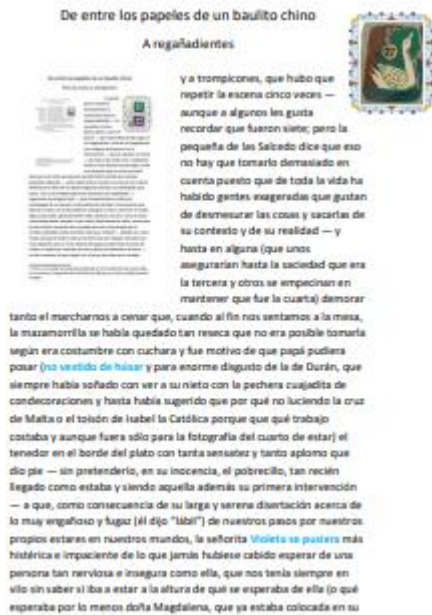 De entre los papeles de un baulito chino
A regañadientes
27
y a trompicones, que hubo que
repetir la escena cinco veces —
aunque a algunos les gusta
recordar que fueron siete; pero la
pequeña de las Salcedo dice que eso
no hay que tomarlo demasiado en
cuenta puesto que de toda la vida ha
habido gentes exageradas que gustan
de desmesurar las cosas y sacarlas de
su contexto y de su realidad — y
hasta en alguna (que unos
asegurarían hasta la saciedad que era
la tercera y otros se empecinan en
mantener que fue la cuarta) demorar
tanto el marcharnos a cenar que, cuando al fin nos sentamos a la mesa,
la mazamorrilla se había quedado tan reseca que no era posible tomarla
según era costumbre con cuchara y fue motivo de que papá pudiera
posar (no vestido de húsar y para enorme disgusto de la de Durán, que
siempre había soñado con ver a su nieto con la pechera cuajadita de
condecoraciones y hasta había sugerido que por qué no luciendo la cruz
de Malta o el toisón de Isabel la Católica porque que qué trabajo
costaba y aunque fuera sólo para la fotografía del cuarto de estar) el
tenedor en el borde del plato con tanta sensatez y tanto aplomo que
dio pie — sin pretenderlo, en su inocencia, el pobrecillo, tan recién
llegado como estaba y siendo aquella además su primera intervención
— a que, como consecuencia de su larga y serena disertación acerca de
lo muy engañoso y fugaz (él dijo "lábil") de nuestros pasos por nuestros
propios estares en nuestros mundos, la señorita Violeta se pusiera más
histérica e impaciente de lo que jamás hubiese cabido esperar de una
persona tan nerviosa e insegura como ella, que nos tenía siempre en
vilo sin saber si iba a estar a la altura de qué se esperaba de ella (o qué
esperaba por lo menos doña Magdalena, que ya estaba colocada en su